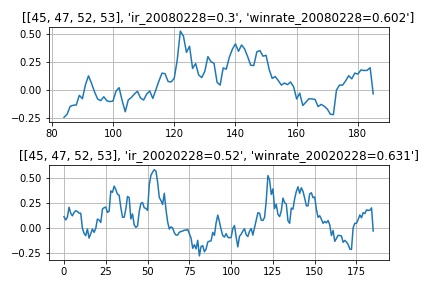 [[45, 47, 52, 53], 'ir_20080228=0.3', 'winrate_20080228=0.602']
0.50
0.25
0.00
−0.25
80 100 120 140 160 180
[[45, 47, 52, 53], 'ir_20020228=0.52', 'winrate_20020228=0.631']
0.50
0.25
0.00
−0.25
0 25 50 75 100 125 150 175